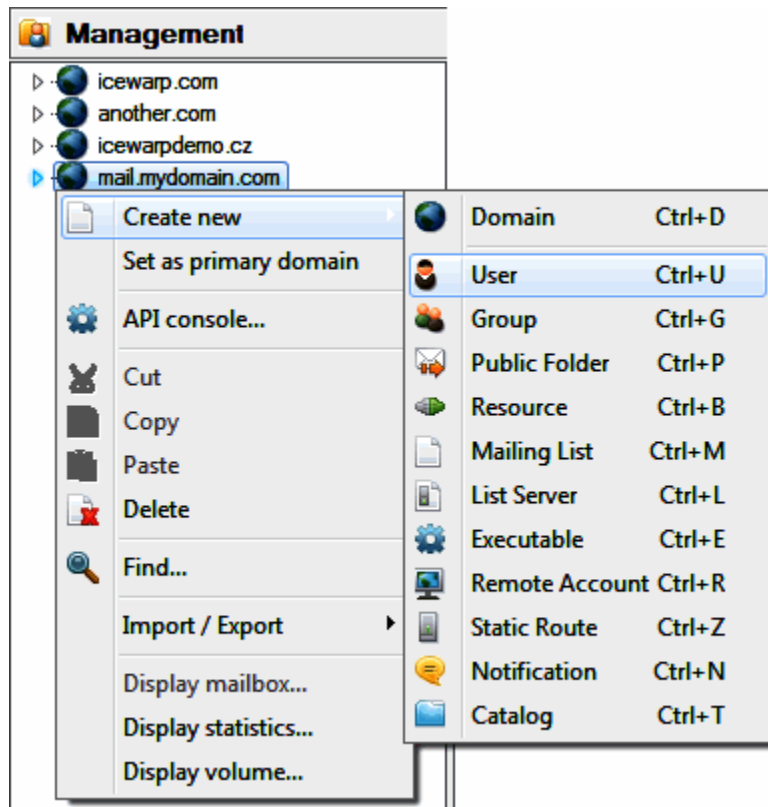 Management
icewarp.com
another.com
icewarpdemo.cz
mail.mydomain.com
Create new
Set as primary domain
API console...
Cut
Copy
Paste
Delete
Find...
Import / Export
Display mailbox...
Display statistics...
Display volume...
Domain Ctrl+D
User Ctrl+U
Group Ctrl+G
Public Folder Ctrl+P
Resource Ctrl+B
Mailing List Ctrl+M
List Server Ctrl+L
Executable Ctrl+E
Remote Account Ctrl+R
Static Route Ctrl+Z
Notification Ctrl+N
Catalog Ctrl+T